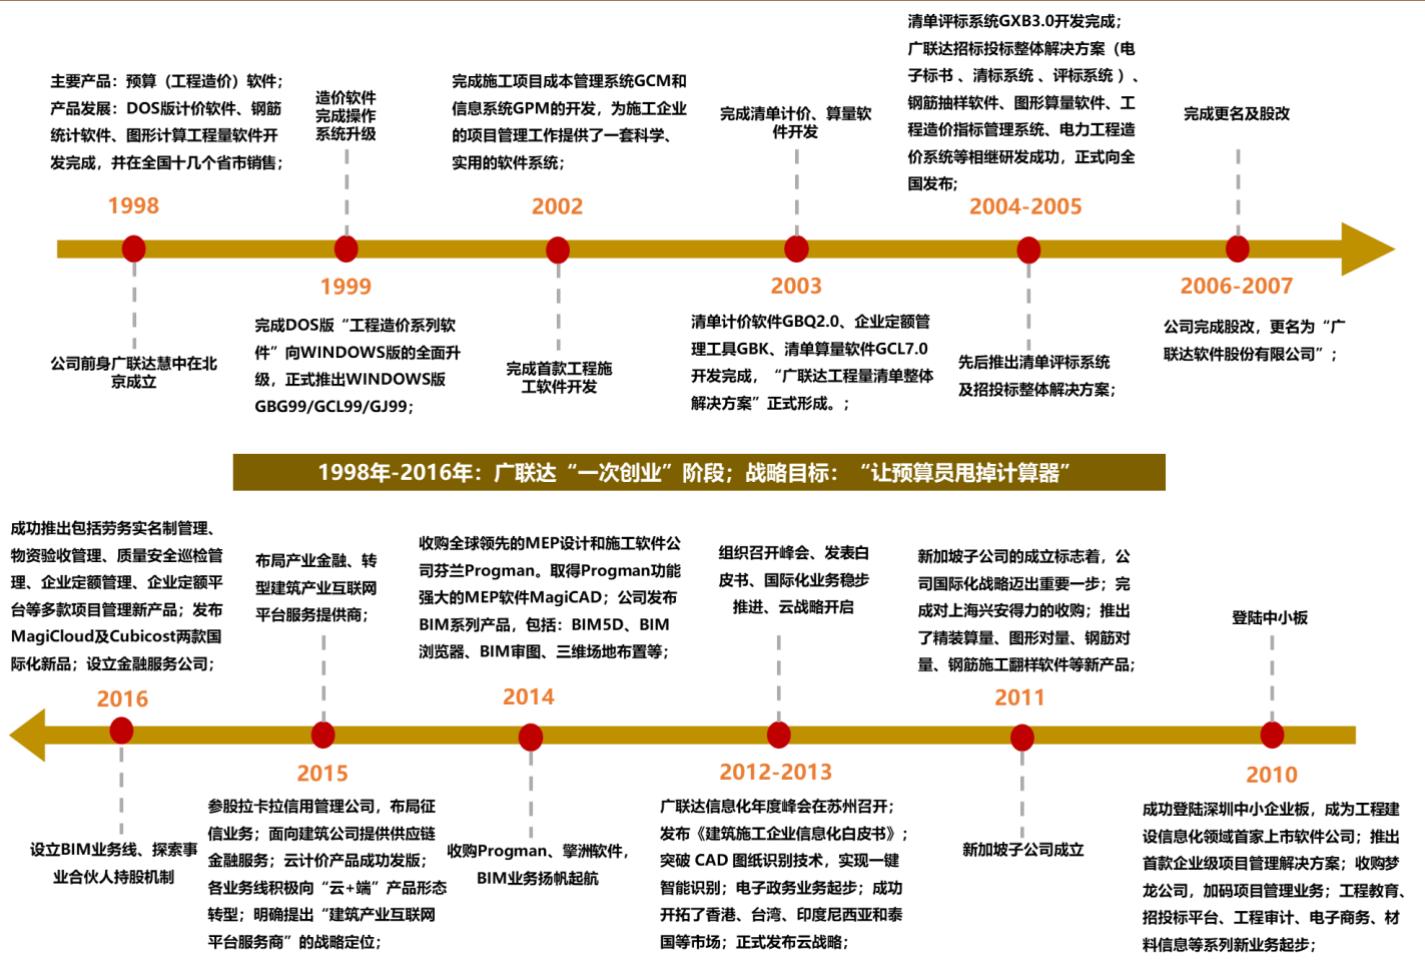 主要产品：预算（工程造价）软件；
产品发展：DOS版计价软件、钢筋
统计软件、图形计算工程量软件开
发完成，并在全国十几个省市销售；
1998
公司前身广联达慧中在北
京成立
造价软件
完成操作
系统升级
1999
完成DOS版“工程造价系列软
件”向WINDOWS版的全面升
级，正式推出WINDOWS版
GBG99/GCL99/GJ99；
完成施工项目成本管理系统GCM和
信息系统GPM的开发，为施工企业
的项目管理工作提供了一套科学、
实用的软件系统；
2002
完成首款工程施
工软件开发
完成清单计价、算量软
件开发
2003
清单计价软件GBQ2.0、企业定额管
理工具GBK、清单算量软件GCL7.0
开发完成，“广联达工程量清单整体
解决方案”正式形成。；
清单评标系统GXB3.0开发完成；
广联达招标投标整体解决方案（电
子标书 、清标系统 、评标系统 ）、
钢筋抽样软件、图形算量软件、工
程造价指标管理系统、电力工程造
价系统等相继研发成功，正式向全
国发布；
2004-2005
先后推出清单评标系统
及招投标整体解决方案；
完成更名及股改
2006-2007
公司完成股改，更名为“广
联达软件股份有限公司”；
1998年-2016年：广联达“一次创业”阶段；战略目标：“让预算员甩掉计算器”
成功推出包括劳务实名制管理、
物资验收管理、质量安全巡检管
理、企业定额管理、企业定额平
台等多款项目管理新产品；发布
MagiCloud及Cubicost两款国
际化新品；设立金融服务公司；
2016
设立BIM业务线、探索事
业合伙人持股机制
布局产业金融、转
型建筑产业互联网
平台服务提供商；
2015
参股拉卡拉信用管理公司，布局征
信业务；面向建筑公司提供供应链
金融服务；云计价产品成功发版；
各业务线积极向“云+端”产品形态
转型；明确提出“建筑产业互联网
平台服务商”的战略定位；
收购全球领先的MEP设计和施工软件公
司芬兰Progman。取得Progman功能
强大的MEP软件MagiCAD；公司发布
BIM系列产品，包括：BIM5D、BIM
浏览器、BIM审图、三维场地布置等；
2014
收购Progman、擎洲软件，
BIM业务扬帆起航
组织召开峰会、发表白
皮书、国际化业务稳步
推进、云战略开启
2012-2013
广联达信息化年度峰会在苏州召开；
发布《建筑施工企业信息化白皮书》；
突破 CAD 图纸识别技术，实现一键
智能识别；电子政务业务起步；成功
开拓了香港、台湾、印度尼西亚和泰
国等市场；正式发布云战略；
新加坡子公司的成立标志着，公
司国际化战略迈出重要一步；完
成对上海兴安得力的收购；推出
了精装算量、图形对量、钢筋对
量、钢筋施工翻样软件等新产品；
2011
新加坡子公司成立
登陆中小板
2010
成功登陆深圳中小企业板，成为工程建
设信息化领域首家上市软件公司；推出
首款企业级项目管理解决方案；收购梦
龙公司，加码项目管理业务；工程教育、
招投标平台、工程审计、电子商务、材
料信息等系列新业务起步；